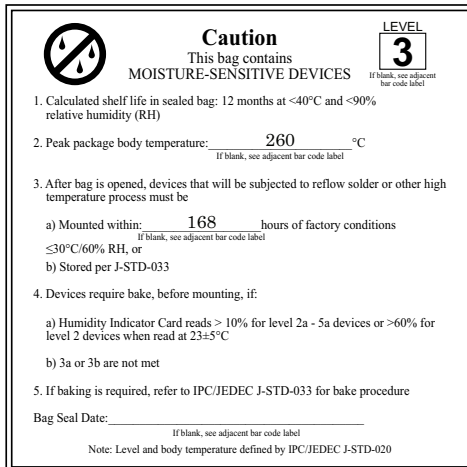 Caution
This bag contains
MOISTURE-SENSITIVE DEVICES
LEVEL
3
If blank, see adjacent
bar code label
1. Calculated shelf life in sealed bag: 12 months at <40°C and <90%
relative humidity (RH)
2. Peak package body temperature: 260 °C
If blank, see adjacent bar code label
3. After bag is opened, devices that will be subjected to reflow solder or other high
temperature process must be
a) Mounted within: 168 hours of factory conditions
If blank, see adjacent bar code label
≤30°C/60% RH, or
b) Stored per J-STD-033
4. Devices require bake, before mounting, if:
a) Humidity Indicator Card reads > 10% for level 2a - 5a devices or >60% for
level 2 devices when read at 23±5°C
b) 3a or 3b are not met
5. If baking is required, refer to IPC/JEDEC J-STD-033 for bake procedure
Bag Seal Date:
If blank, see adjacent bar code label
Note: Level and body temperature defined by IPC/JEDEC J-STD-020